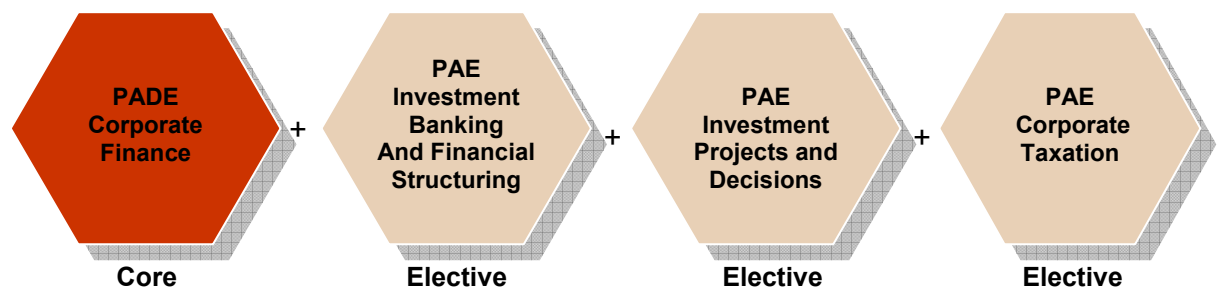 PADE
Corporate
Finance
+
PAE
Investment
Banking
And Financial
Structuring
+
PAE
Investment
Projects and
Decisions
+
PAE
Corporate
Taxation
Core
Elective
Elective
Elective